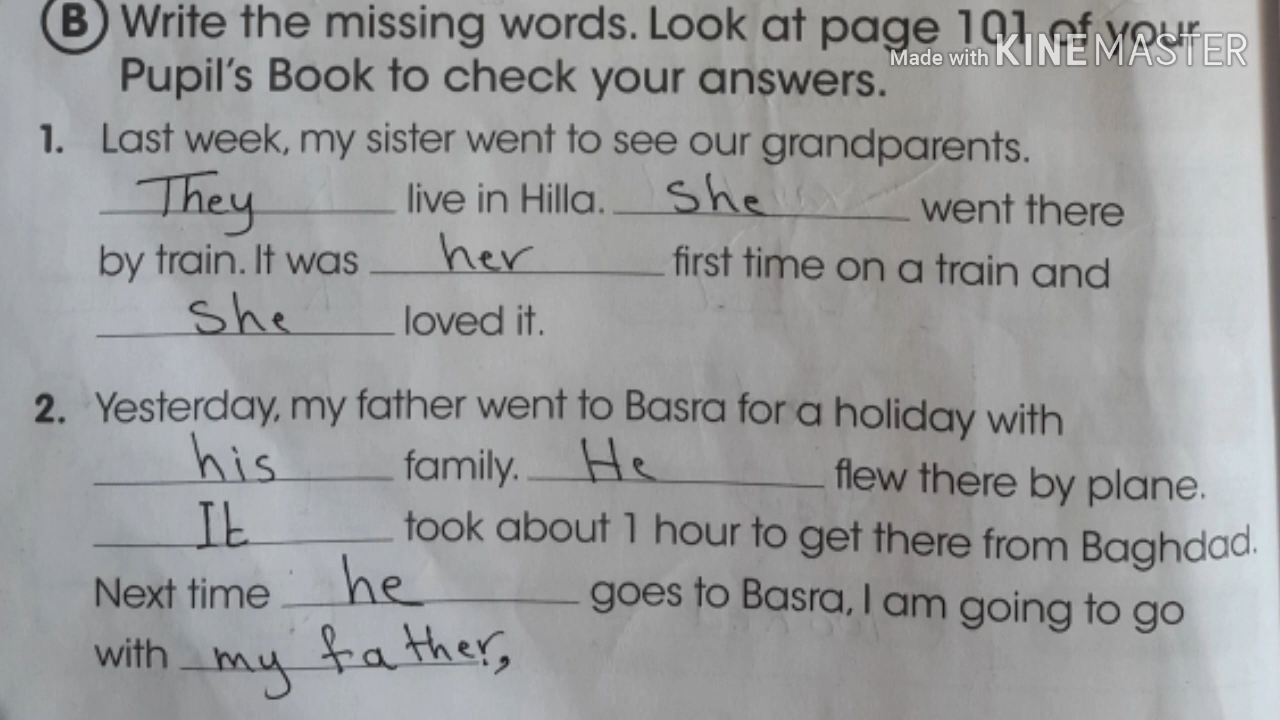 B Write the missing words. Look at page 101 of your
Made with KINEMASTER
Pupil's Book to check your answers.
1. Last week, my sister went to see our grandparents.
They live in Hilla. She went there
by train. It was her first time on a train and
She loved it.
2. Yesterday, my father went to Basra for a holiday with
his family. He flew there by plane.
It took about 1 hour to get there from Baghdad.
Next time he goes to Basra, I am going to go
with my father,